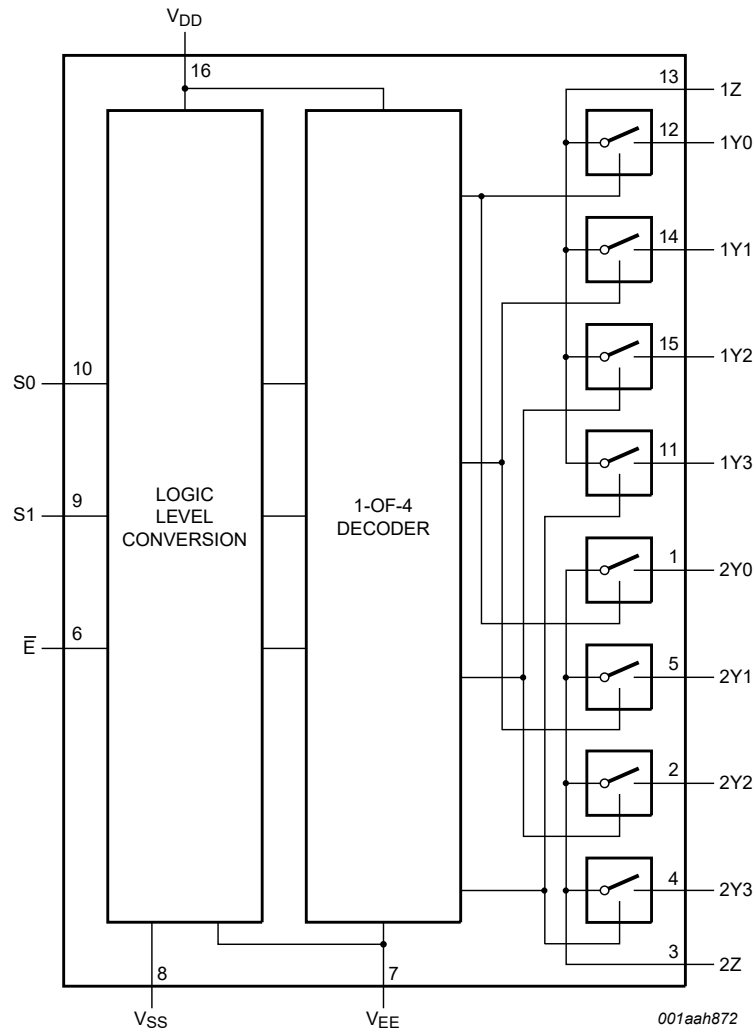 VDD
16
13
1Z
12
1Y0
14
1Y1
15
1Y2
10
S0
11
1Y3
9
S1
LOGIC
LEVEL
CONVERSION
1-OF-4
DECODER
1
2Y0
6
E̅
5
2Y1
2
2Y2
4
2Y3
3
2Z
8
7
VSS
VEE
001aah872